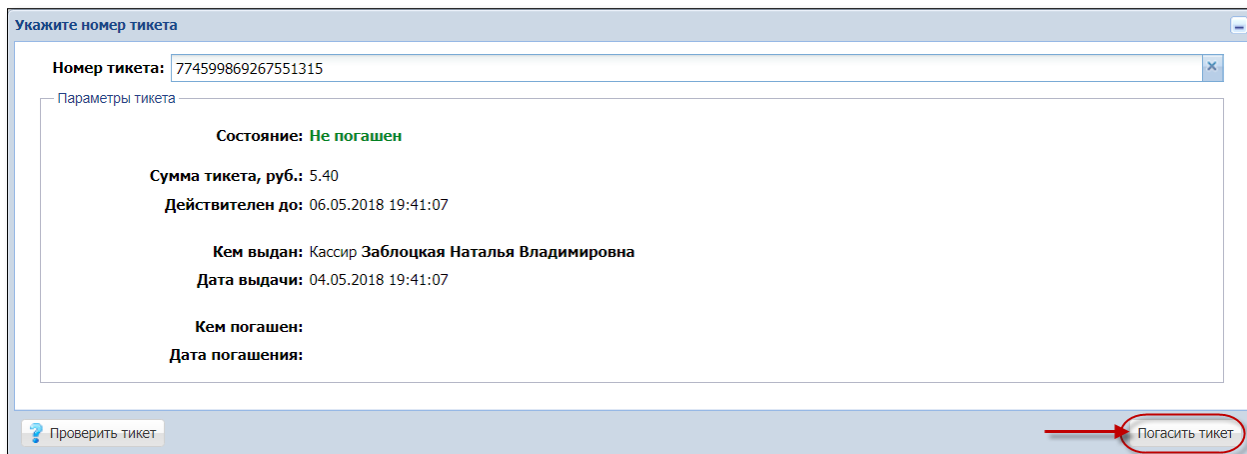 Укажите номер тикета
Номер тикета: 774599869267551315
Параметры тикета
Состояние: Не погашен
Сумма тикета, руб.: 5.40
Действителен до: 06.05.2018 19:41:07
Кем выдан: Кассир Заблоцкая Наталья Владимировна
Дата выдачи: 04.05.2018 19:41:07
Кем погашен:
Дата погашения:
Проверить тикет Погасить тикет